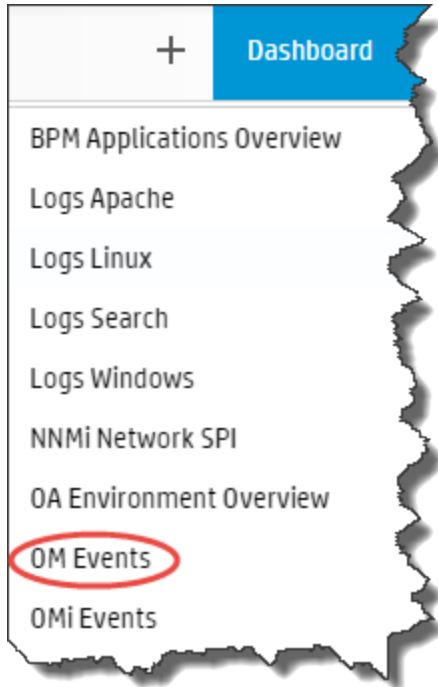 + Dashboard
BPM Applications Overview
Logs Apache
Logs Linux
Logs Search
Logs Windows
NNMi Network SPI
OA Environment Overview
OM Events
OMi Events